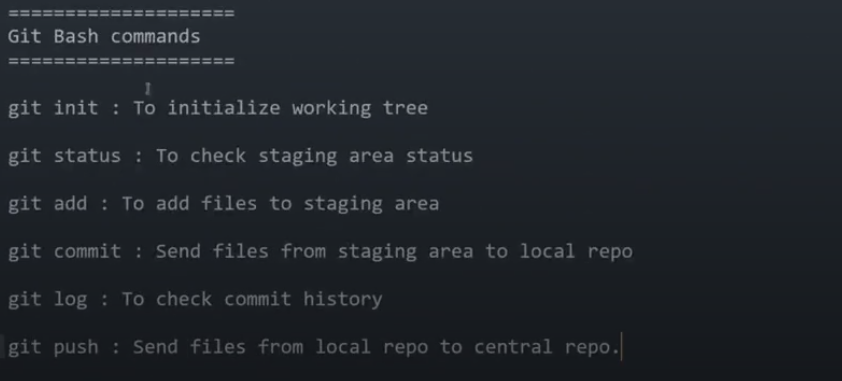 ====================
Git Bash commands
====================
git init : To initialize working tree
git status : To check staging area status
git add : To add files to staging area
git commit : Send files from staging area to local repo
git log : To check commit history
git push : Send files from local repo to central repo.